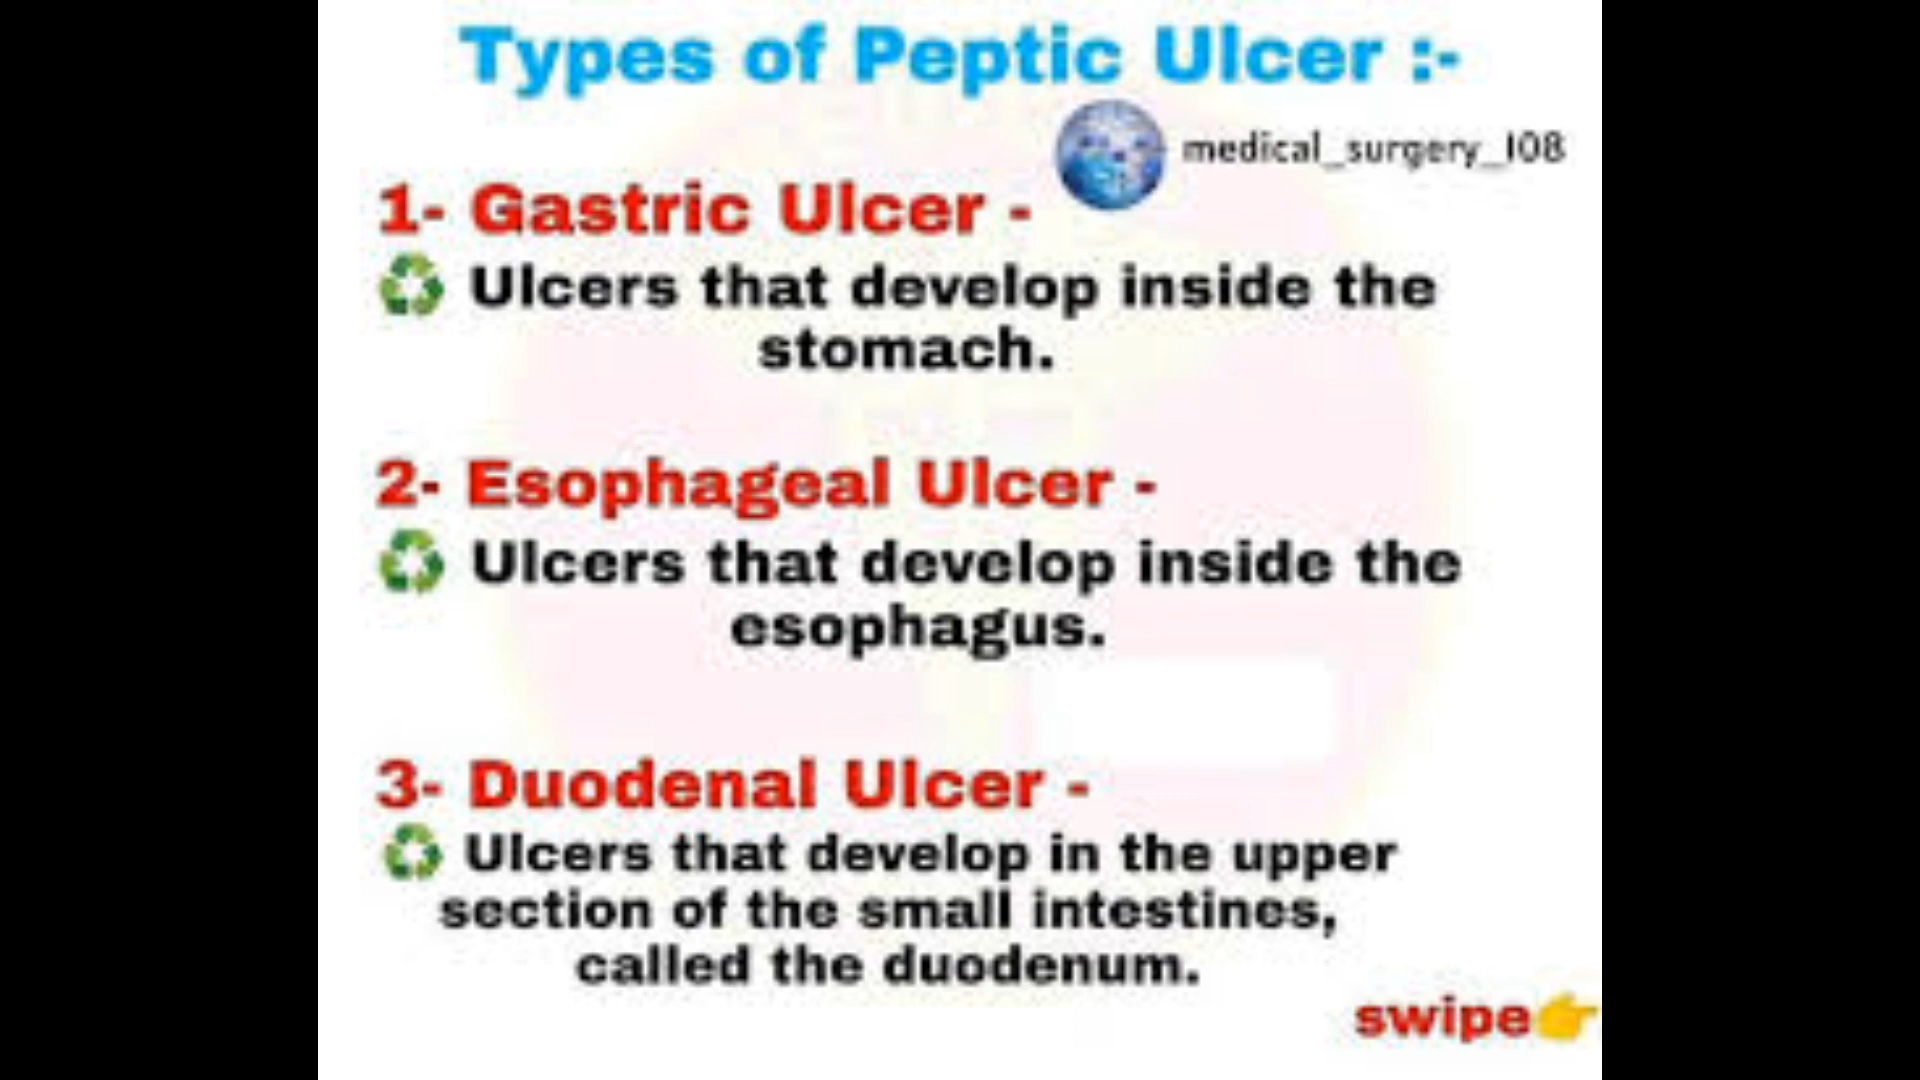 Types of Peptic Ulcer :-
medical_surgery_108
1- Gastric Ulcer -
♻ Ulcers that develop inside the
stomach.
2- Esophageal Ulcer -
♻ Ulcers that develop inside the
esophagus.
3- Duodenal Ulcer -
♻ Ulcers that develop in the upper
section of the small intestines,
called the duodenum.
swipe👉